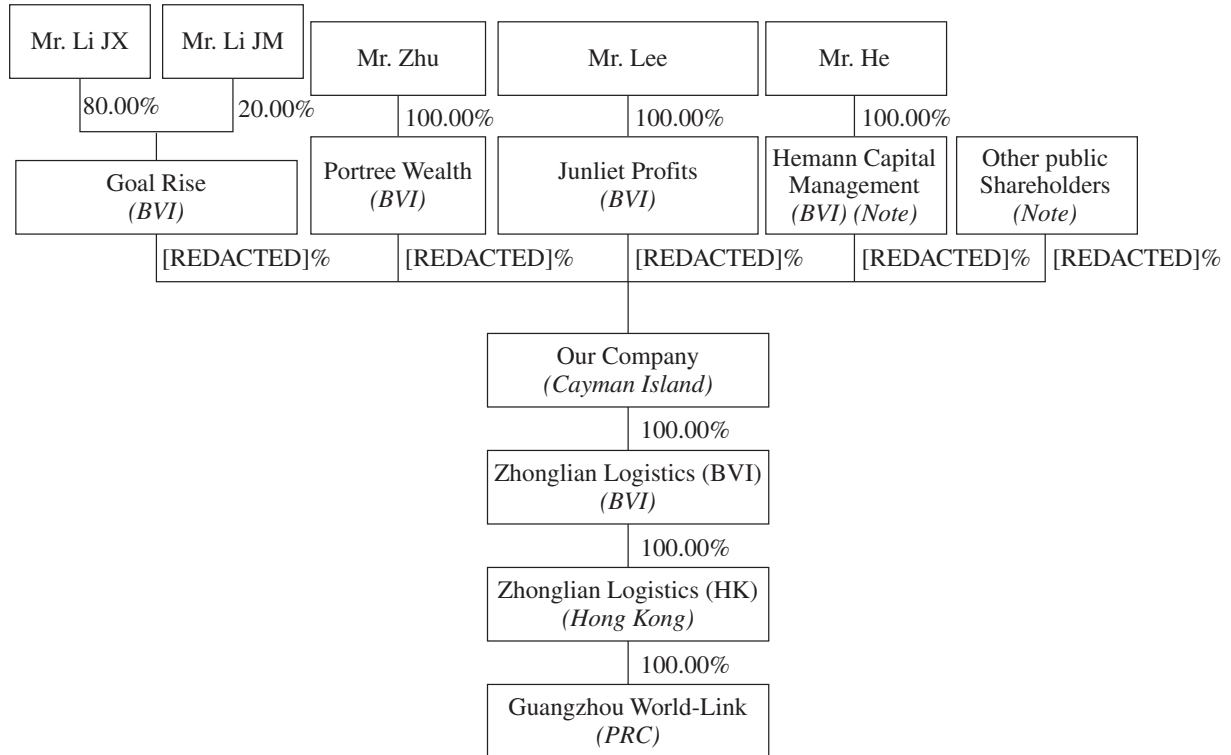 Mr. Li JX
Mr. Li JM
Mr. Zhu
Mr. Lee
Mr. He
80.00%
20.00%
100.00%
100.00%
100.00%
Goal Rise
(BVI)
Portree Wealth
(BVI)
Junliet Profits
(BVI)
Hemann Capital
Management
(BVI) (Note)
Other public
Shareholders
(Note)
[REDACTED]%
[REDACTED]%
[REDACTED]%
[REDACTED]%
[REDACTED]%
Our Company
(Cayman Island)
100.00%
Zhonglian Logistics (BVI)
(BVI)
100.00%
Zhonglian Logistics (HK)
(Hong Kong)
100.00%
Guangzhou World-Link
(PRC)